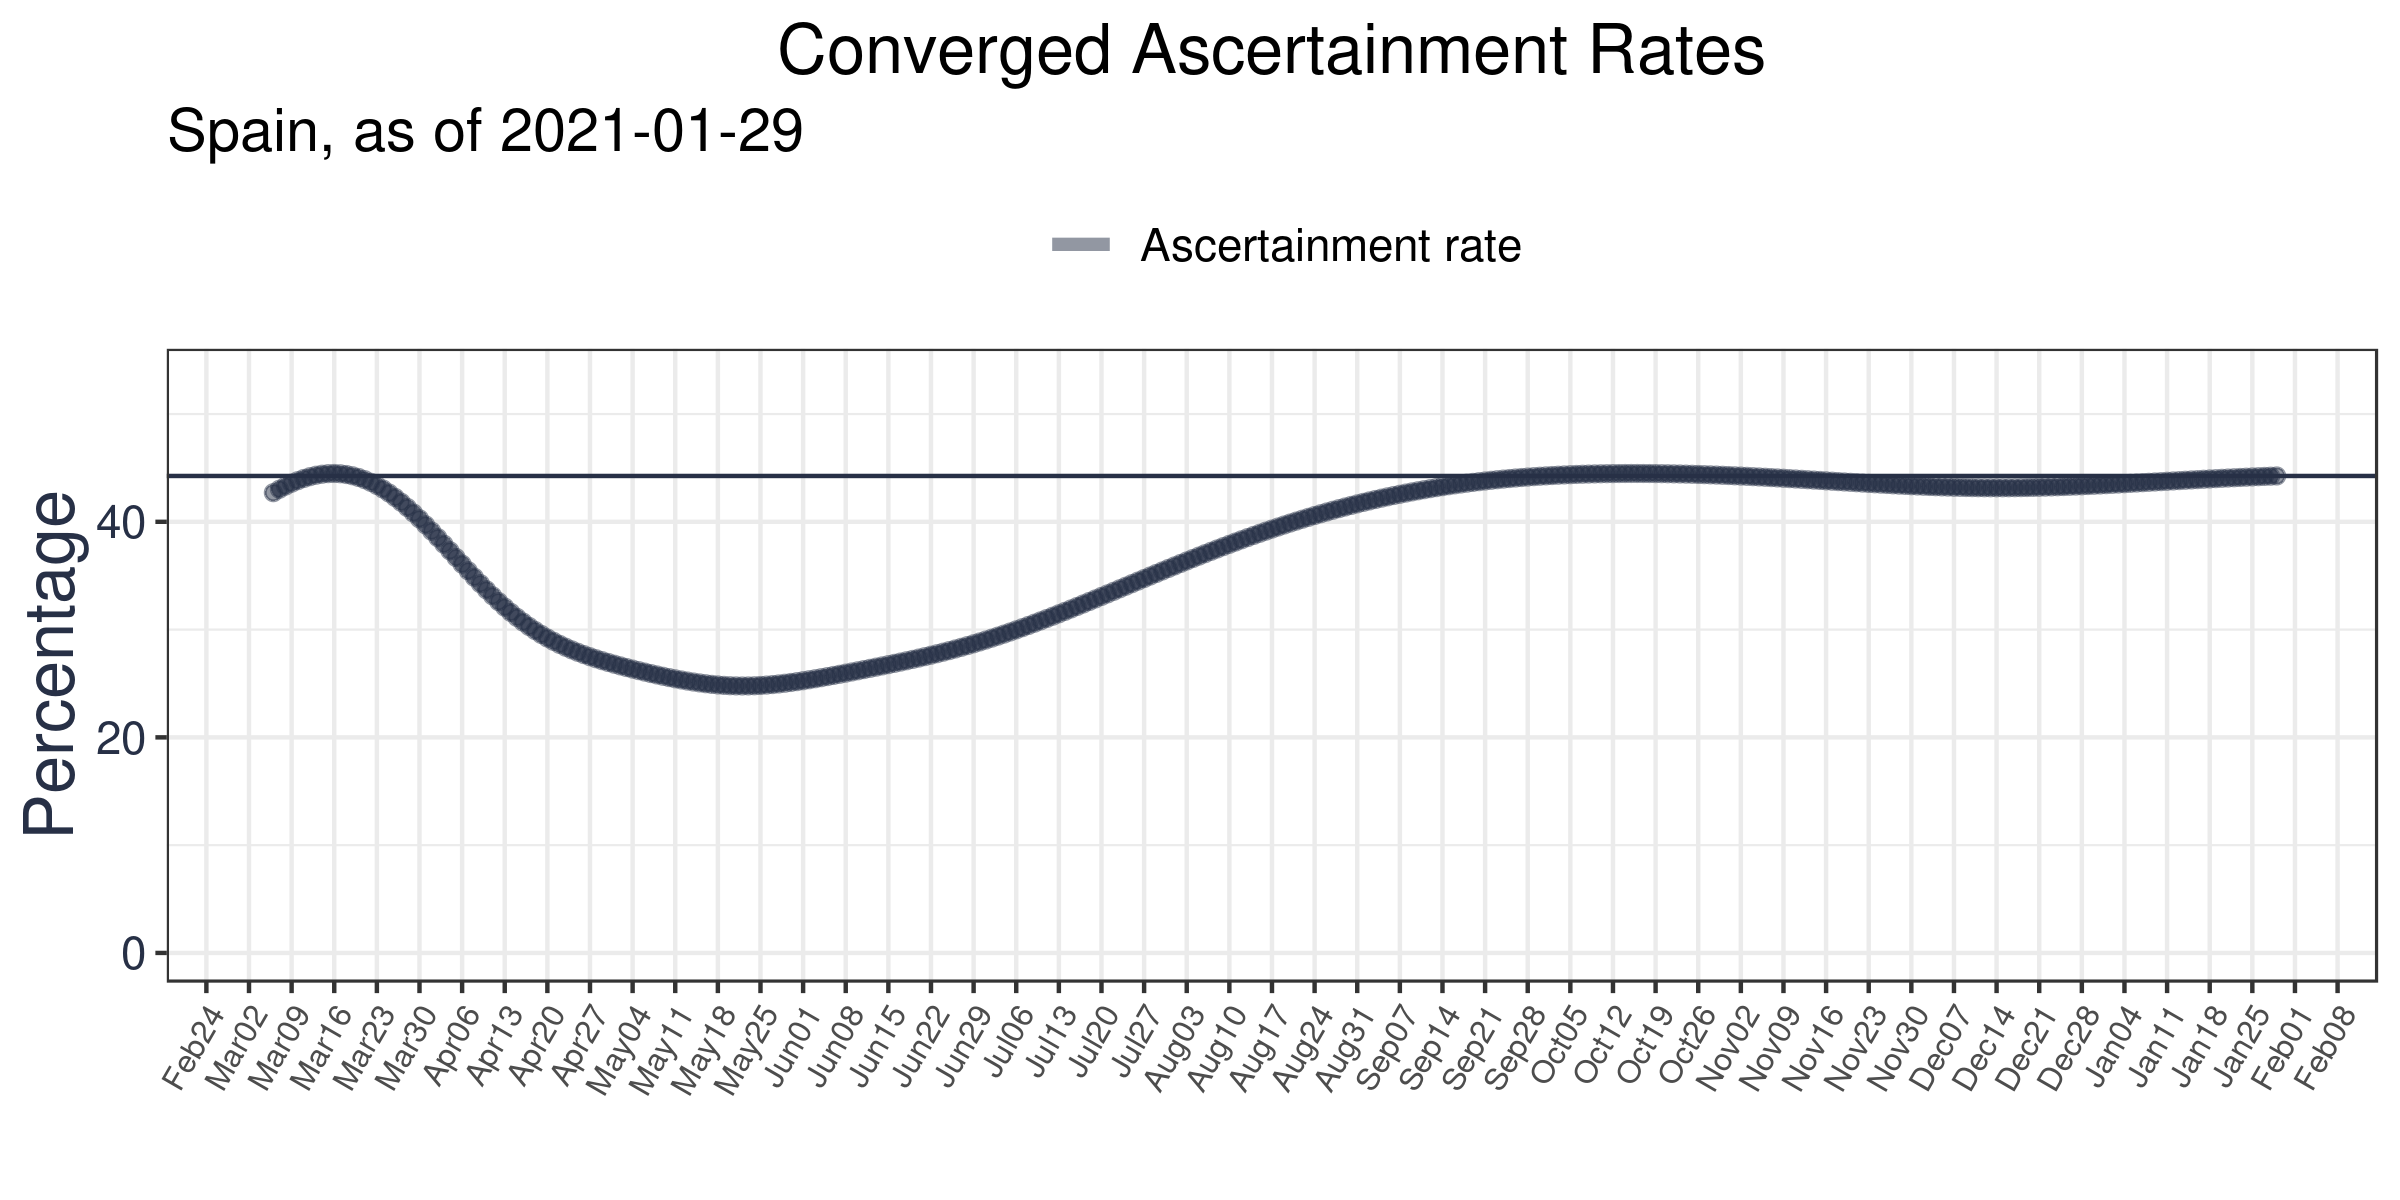 Converged Ascertainment Rates
Spain, as of 2021-01-29
Ascertainment rate
Percentage
40
20
0
Feb24
Mar02
Mar09
Mar16
Mar23
Mar30
Apr06
Apr13
Apr20
Apr27
May04
May11
May18
May25
Jun01
Jun08
Jun15
Jun22
Jun29
Jul06
Jul13
Jul20
Jul27
Aug03
Aug10
Aug17
Aug24
Aug31
Sep07
Sep14
Sep21
Sep28
Oct05
Oct12
Oct19
Oct26
Nov02
Nov09
Nov16
Nov23
Nov30
Dec07
Dec14
Dec21
Dec28
Jan04
Jan11
Jan18
Jan25
Feb01
Feb08